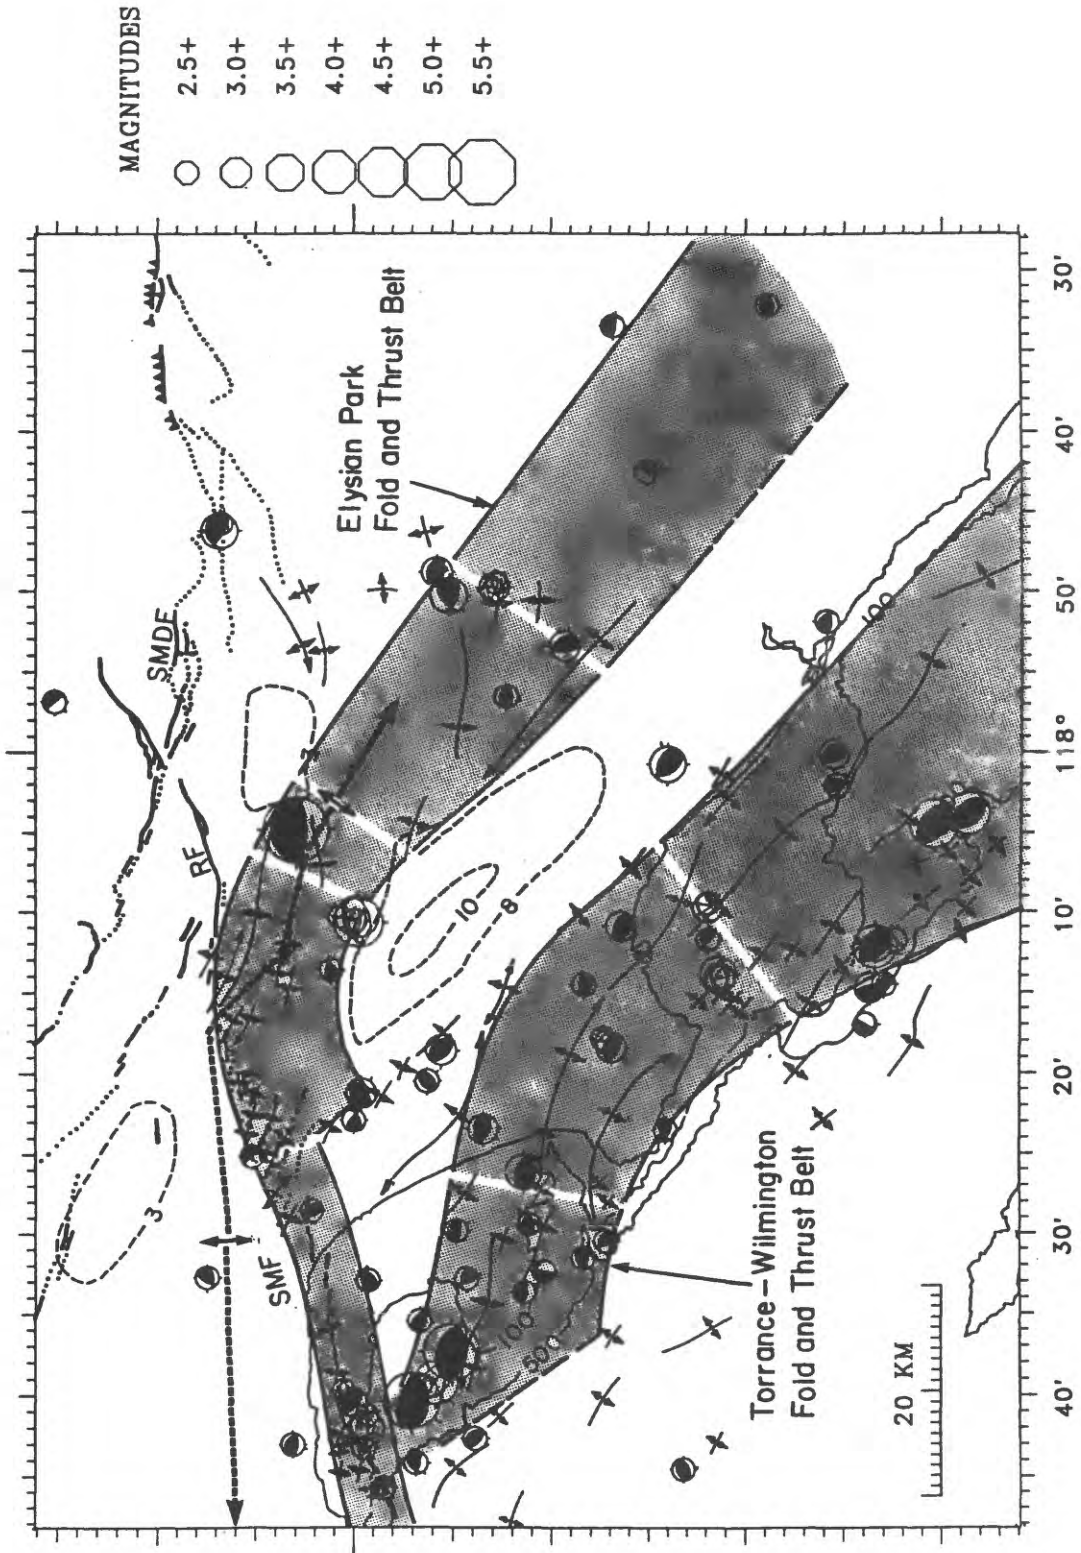 MAGNITUDES
2.5+
3.0+
3.5+
4.0+
4.5+
5.0+
5.5+
Elysian Park
Fold and Thrust Belt
SMDF
RF
SMF
3
10
8
100
100
500
Torrance-Wilmington
Fold and Thrust Belt
20 KM
40'
30'
20'
10'
118°
50'
40'
30'